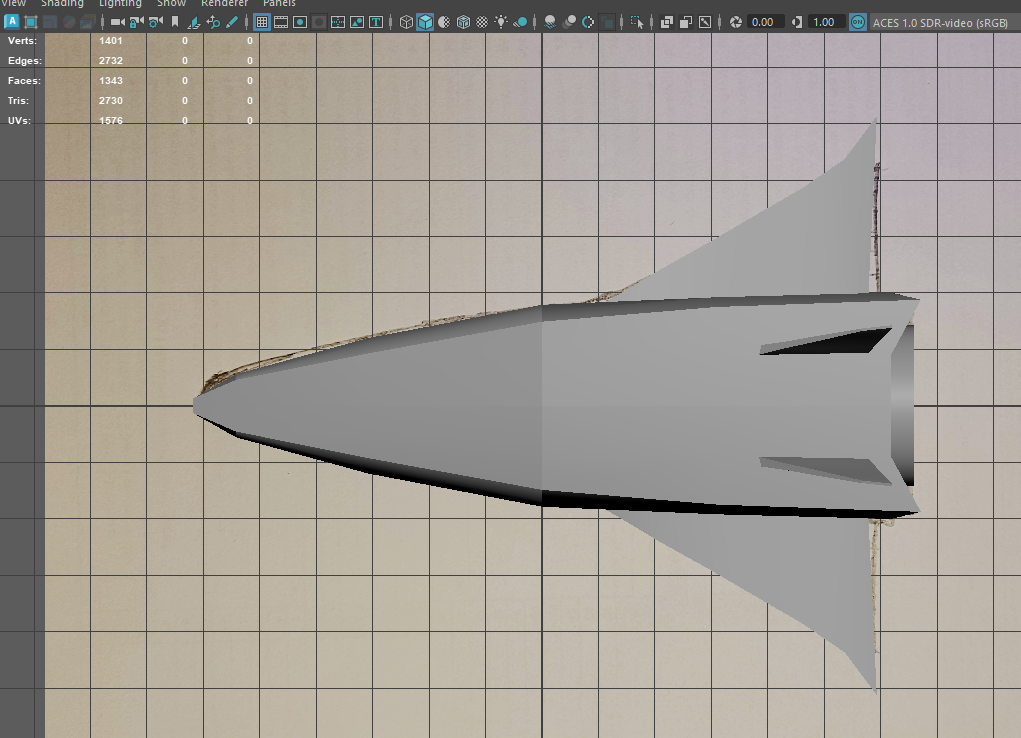 View Shading Lighting Show Renderer Panels
A 0.00 1.00 ON ACES 1.0 SDR-video (sRGB)
Verts: 1401 0 0
Edges: 2732 0 0
Faces: 1343 0 0
Tris: 2730 0 0
UVs: 1576 0 0